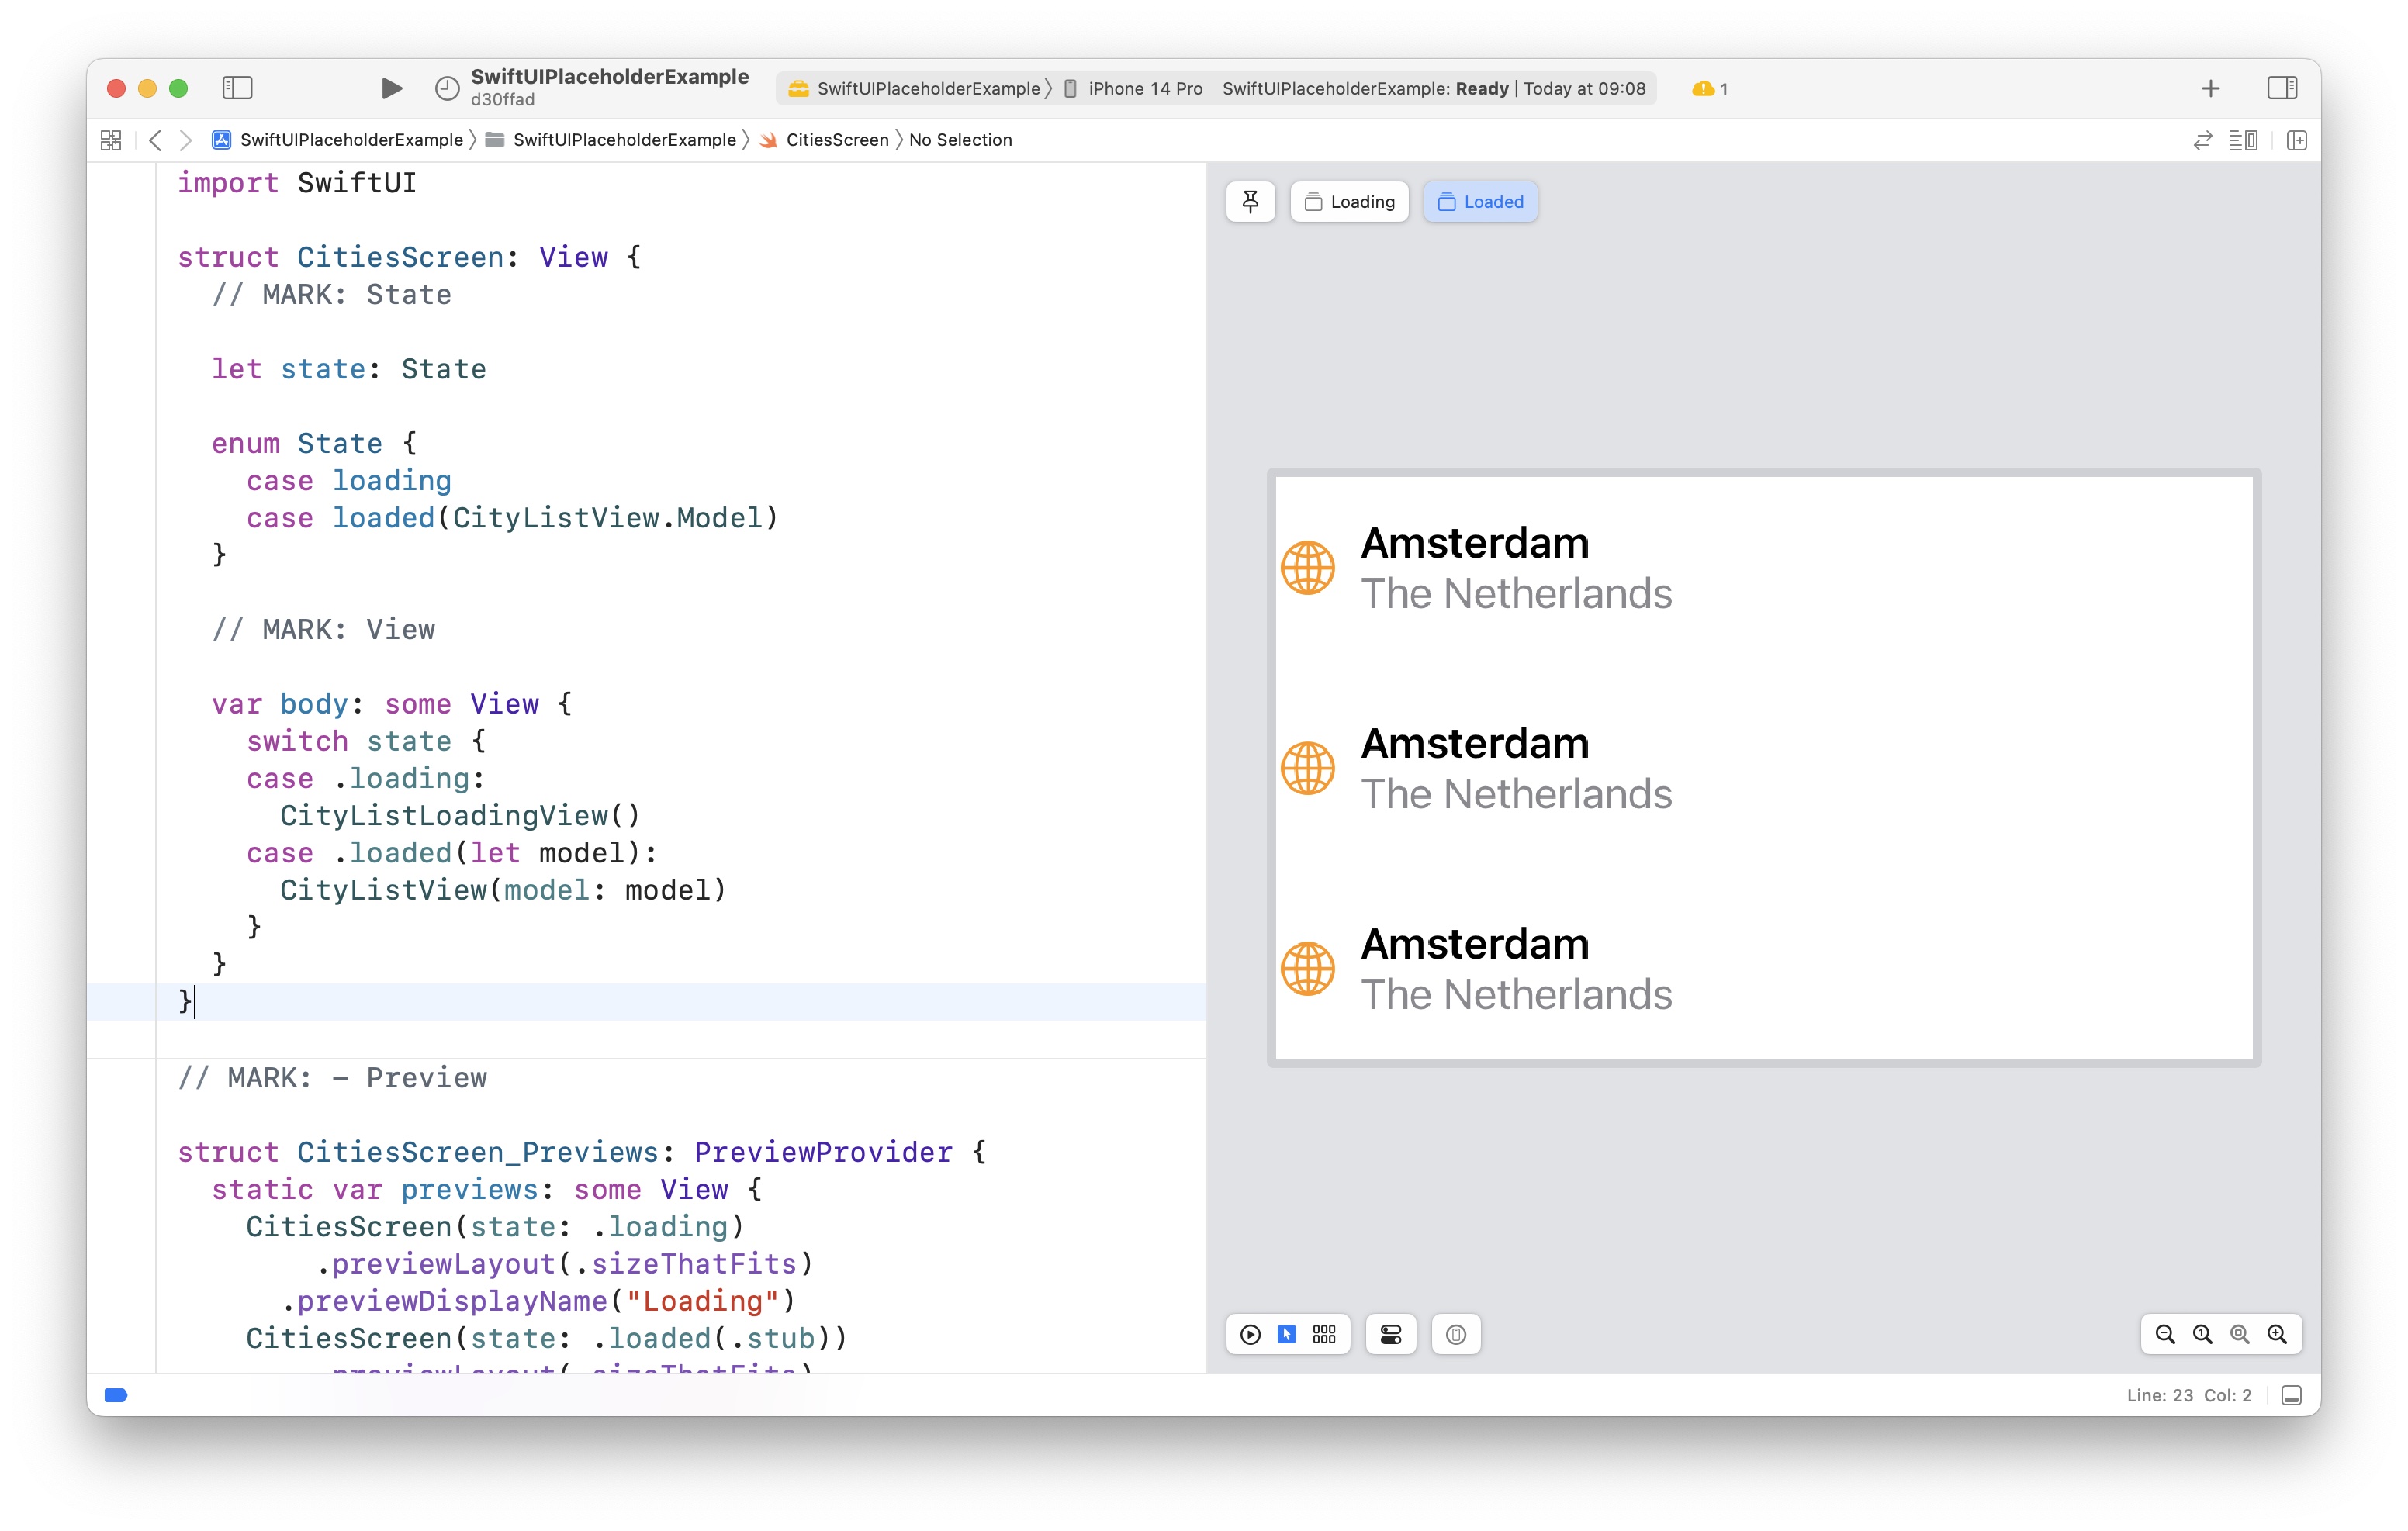 SwiftUIPlaceholderExample
d30ffad
SwiftUIPlaceholderExample iPhone 14 Pro SwiftUIPlaceholderExample: Ready | Today at 09:08 1
SwiftUIPlaceholderExample SwiftUIPlaceholderExample CitiesScreen No Selection
import SwiftUI
struct CitiesScreen: View {
// MARK: State
let state: State
enum State {
case loading
case loaded(CityListView.Model)
}
// MARK: View
var body: some View {
switch state {
case .loading:
CityListLoadingView()
case .loaded(let model):
CityListView(model: model)
}
}
}
// MARK: – Preview
struct CitiesScreen_Previews: PreviewProvider {
static var previews: some View {
CitiesScreen(state: .loading)
.previewLayout(.sizeThatFits)
.previewDisplayName("Loading")
CitiesScreen(state: .loaded(.stub))
.previewLayout(.sizeThatFits)
Loading Loaded
Amsterdam
The Netherlands
Amsterdam
The Netherlands
Amsterdam
The Netherlands
Line: 23 Col: 2